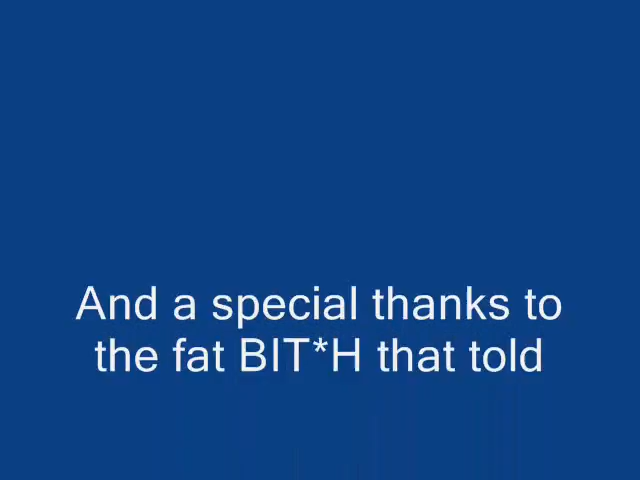 And a special thanks to
the fat BIT*H that told